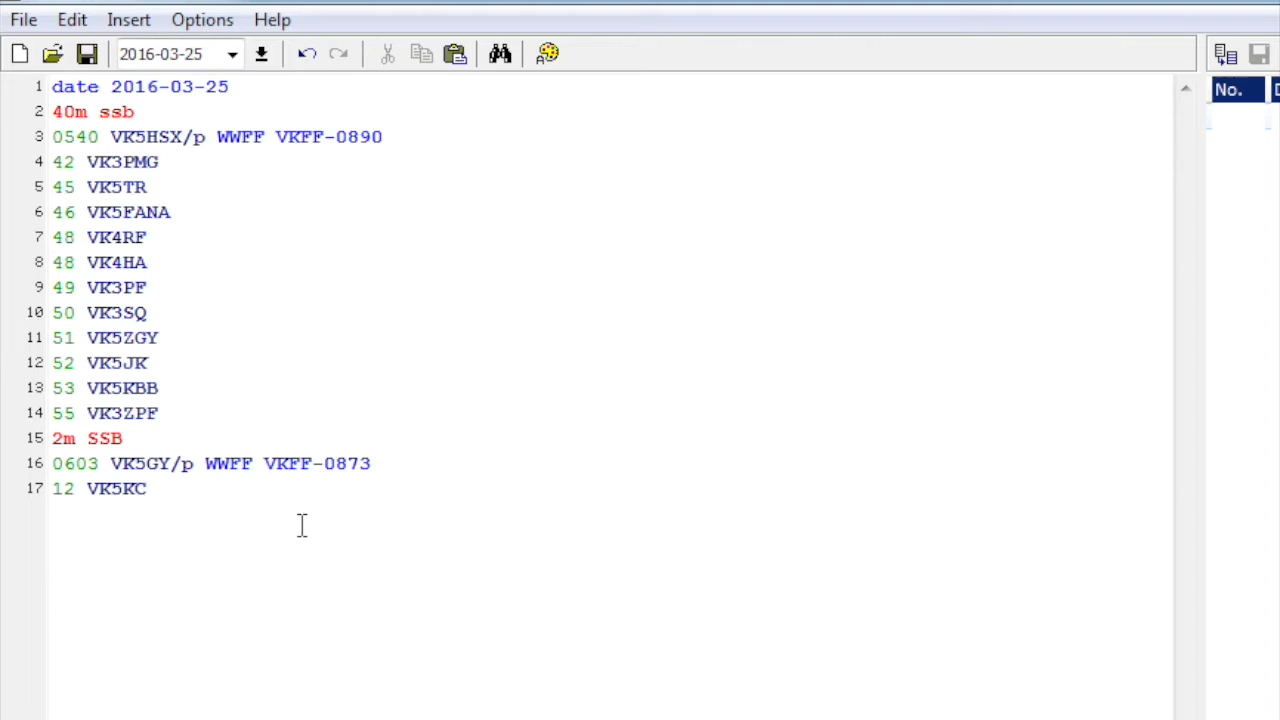 File Edit Insert Options Help
2016-03-25
No.
1 date 2016-03-25
2 40m ssb
3 0540 VK5HSX/p WWFF VKFF-0890
4 42 VK3PMG
5 45 VK5TR
6 46 VK5FANA
7 48 VK4RF
8 48 VK4HA
9 49 VK3PF
10 50 VK3SQ
11 51 VK5ZGY
12 52 VK5JK
13 53 VK5KBB
14 55 VK3ZPF
15 2m SSB
16 0603 VK5GY/p WWFF VKFF-0873
17 12 VK5KC